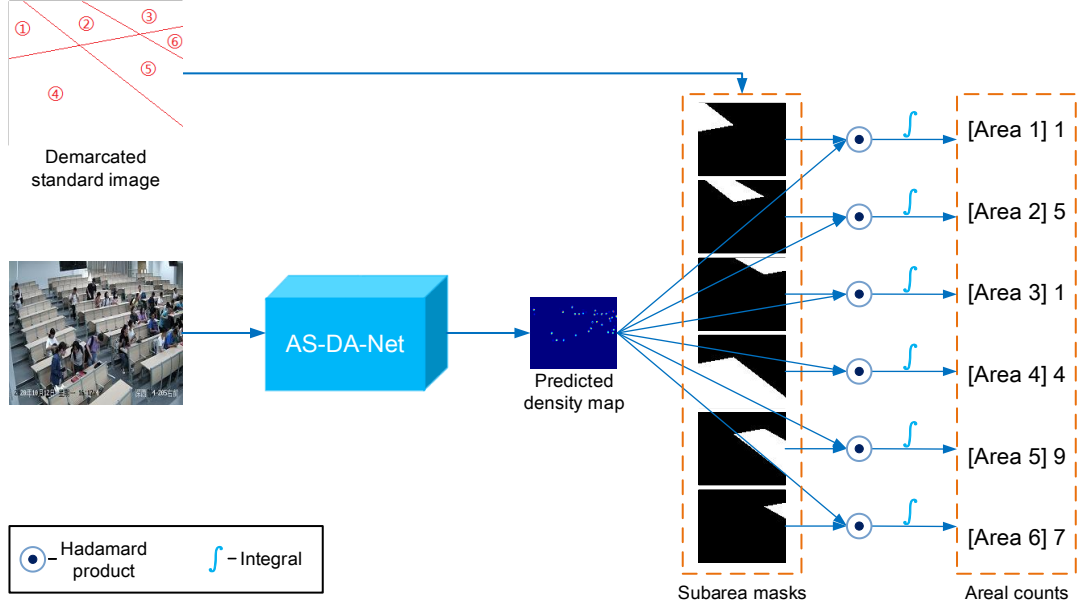 ①
②
③
④
⑤
⑥
Demarcated
standard image
AS-DA-Net
Predicted
density map
Subarea masks
[Area 1] 1
[Area 2] 5
[Area 3] 1
[Area 4] 4
[Area 5] 9
[Area 6] 7
Areal counts
Hadamard
product
∫
Integral